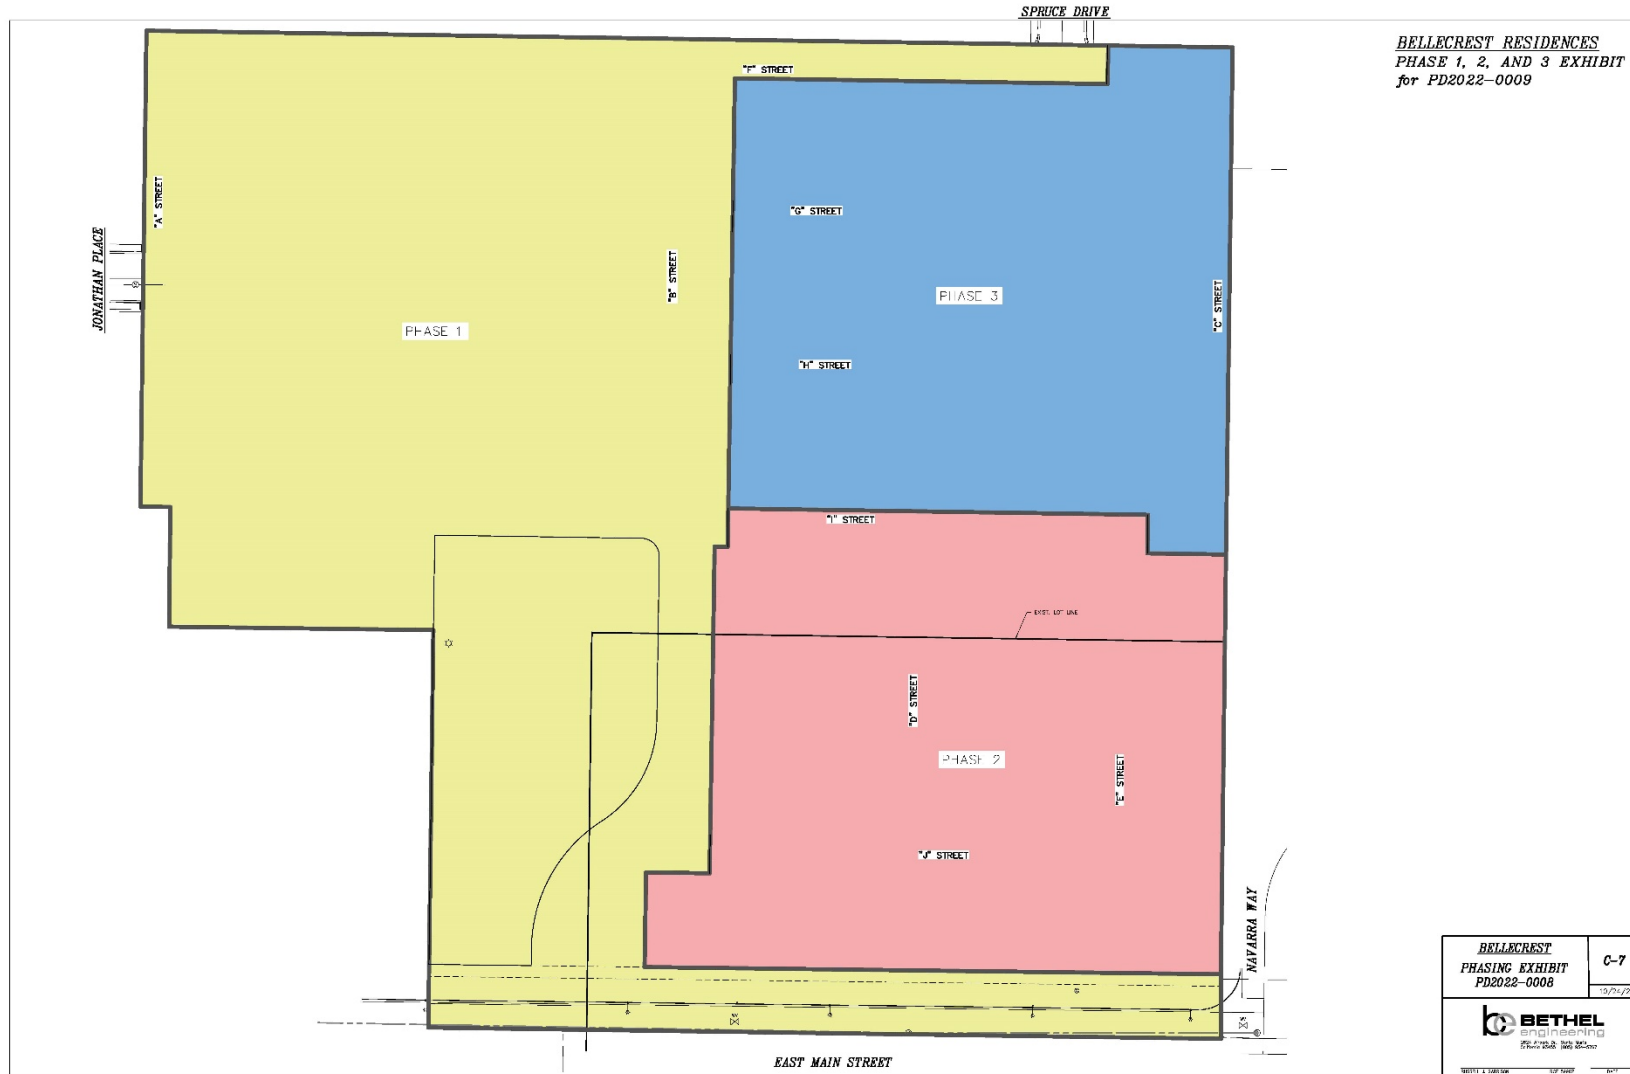 SPRUCE DRIVE
BELLECREST RESIDENCES
PHASE 1, 2, AND 3 EXHIBIT
for PD2022-0009
"F" STREET
"A" STREET
"G" STREET
JONATHAN PLACE
"B" STREET
PHASE 3
"C" STREET
PHASE 1
"H" STREET
"I" STREET
EXIST. LOT LINE
"D" STREET
PHASE 2
"E" STREET
"J" STREET
NAVARRA WAY
EAST MAIN STREET
BELLECREST
PHASING EXHIBIT
PD2022-0008
C-7
BETHEL
engineering